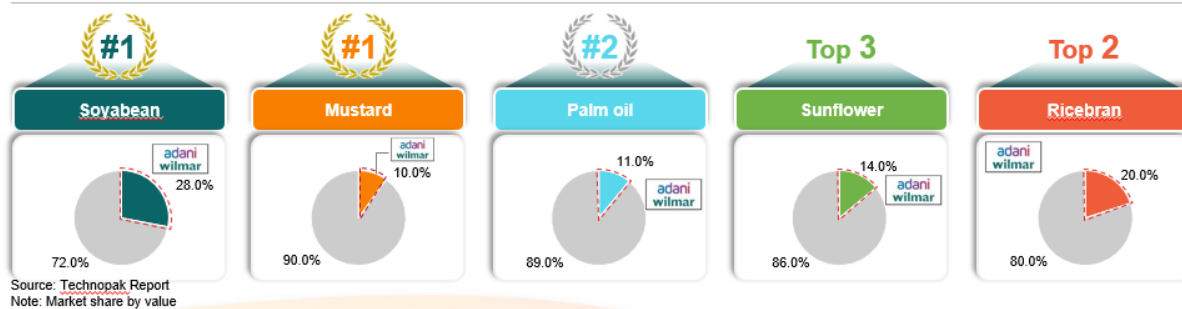 #1
#1
#2
Top 3
Top 2
Soyabean
Mustard
Palm oil
Sunflower
Ricebran
adani
wilmar
28.0%
72.0%
adani
wilmar
10.0%
90.0%
11.0%
adani
wilmar
89.0%
14.0%
adani
wilmar
86.0%
adani
wilmar
20.0%
80.0%
Source: Technopak Report
Note: Market share by value